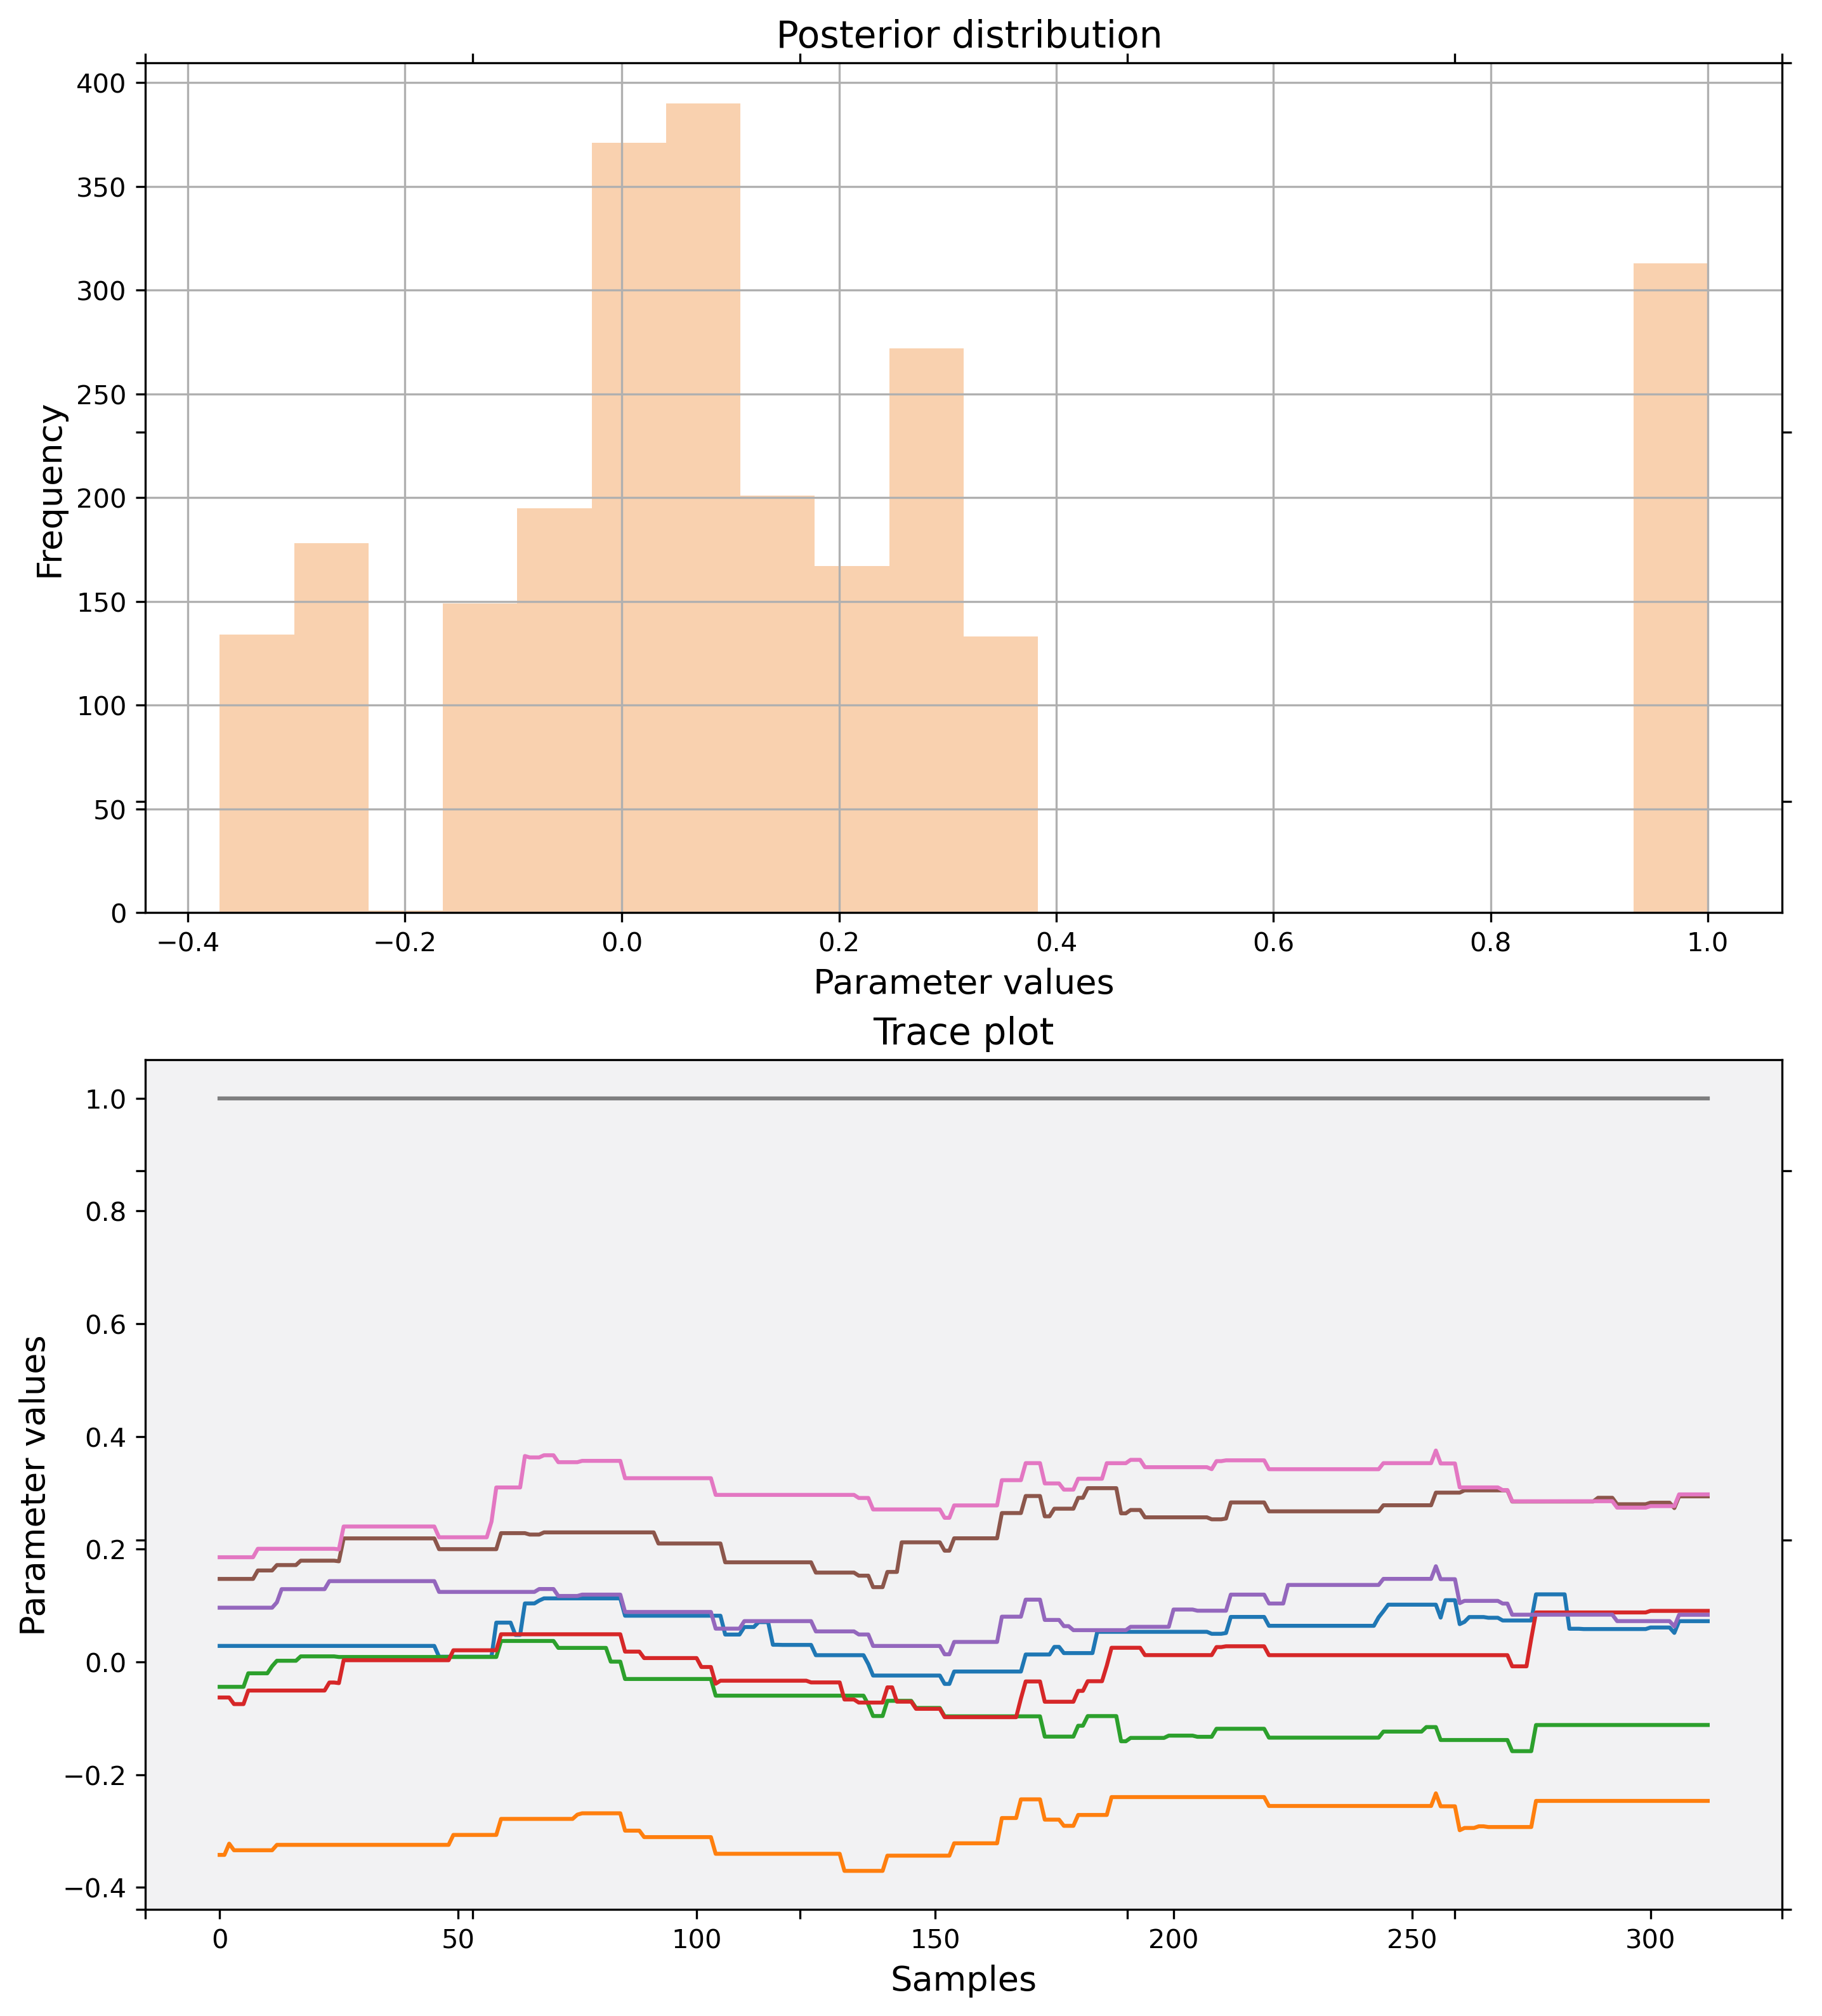 Posterior distribution
400
350
300
250
200
150
100
50
0
Frequency
−0.4 −0.2 0.0 0.2 0.4 0.6 0.8 1.0
Parameter values
Trace plot
1.0
0.8
0.6
0.4
0.2
0.0
−0.2
−0.4
Parameter values
0 50 100 150 200 250 300
Samples